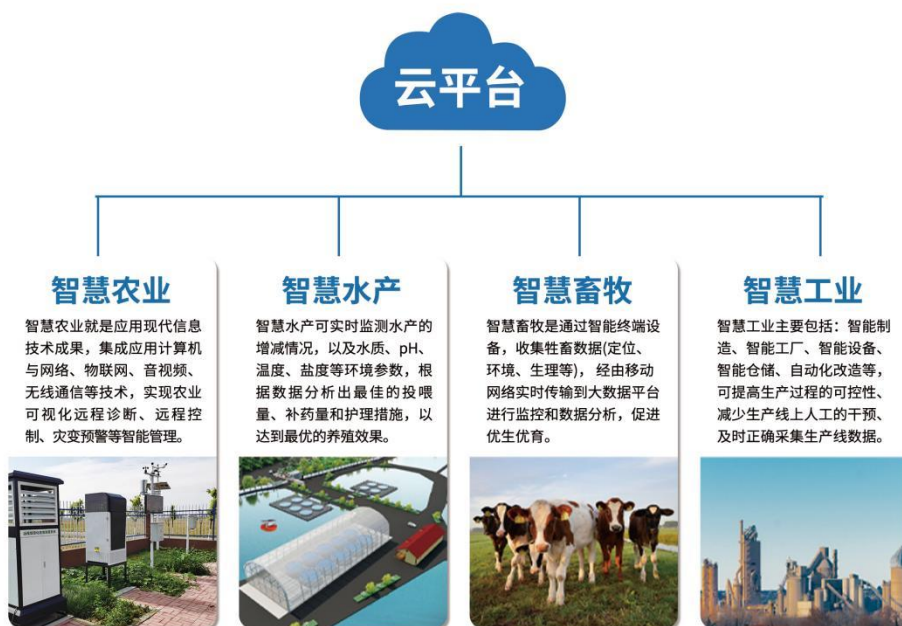 云平台
智慧农业
智慧农业就是应用现代信息
技术成果，集成应用计算机
与网络、物联网、音视频、
无线通信等技术，实现农业
可视化远程诊断、远程控
制、灾变预警等智能管理。
智慧水产
智慧水产可实时监测水产的
增减情况，以及水质、pH、
温度、盐度等环境参数，根
据数据分析出最佳的投喂
量、补药量和护理措施，以
达到最优的养殖效果。
智慧畜牧
智慧畜牧是通过智能终端设
备，收集牲畜数据(定位、
环境、生理等)，经由移动
网络实时传输到大数据平台
进行监控和数据分析，促进
优生优育。
智慧工业
智慧工业主要包括：智能制
造、智能工厂、智能设备、
智能仓储、自动化改造等，
可提高生产过程的可控性、
减少生产线上人工的干预、
及时正确采集生产线数据。